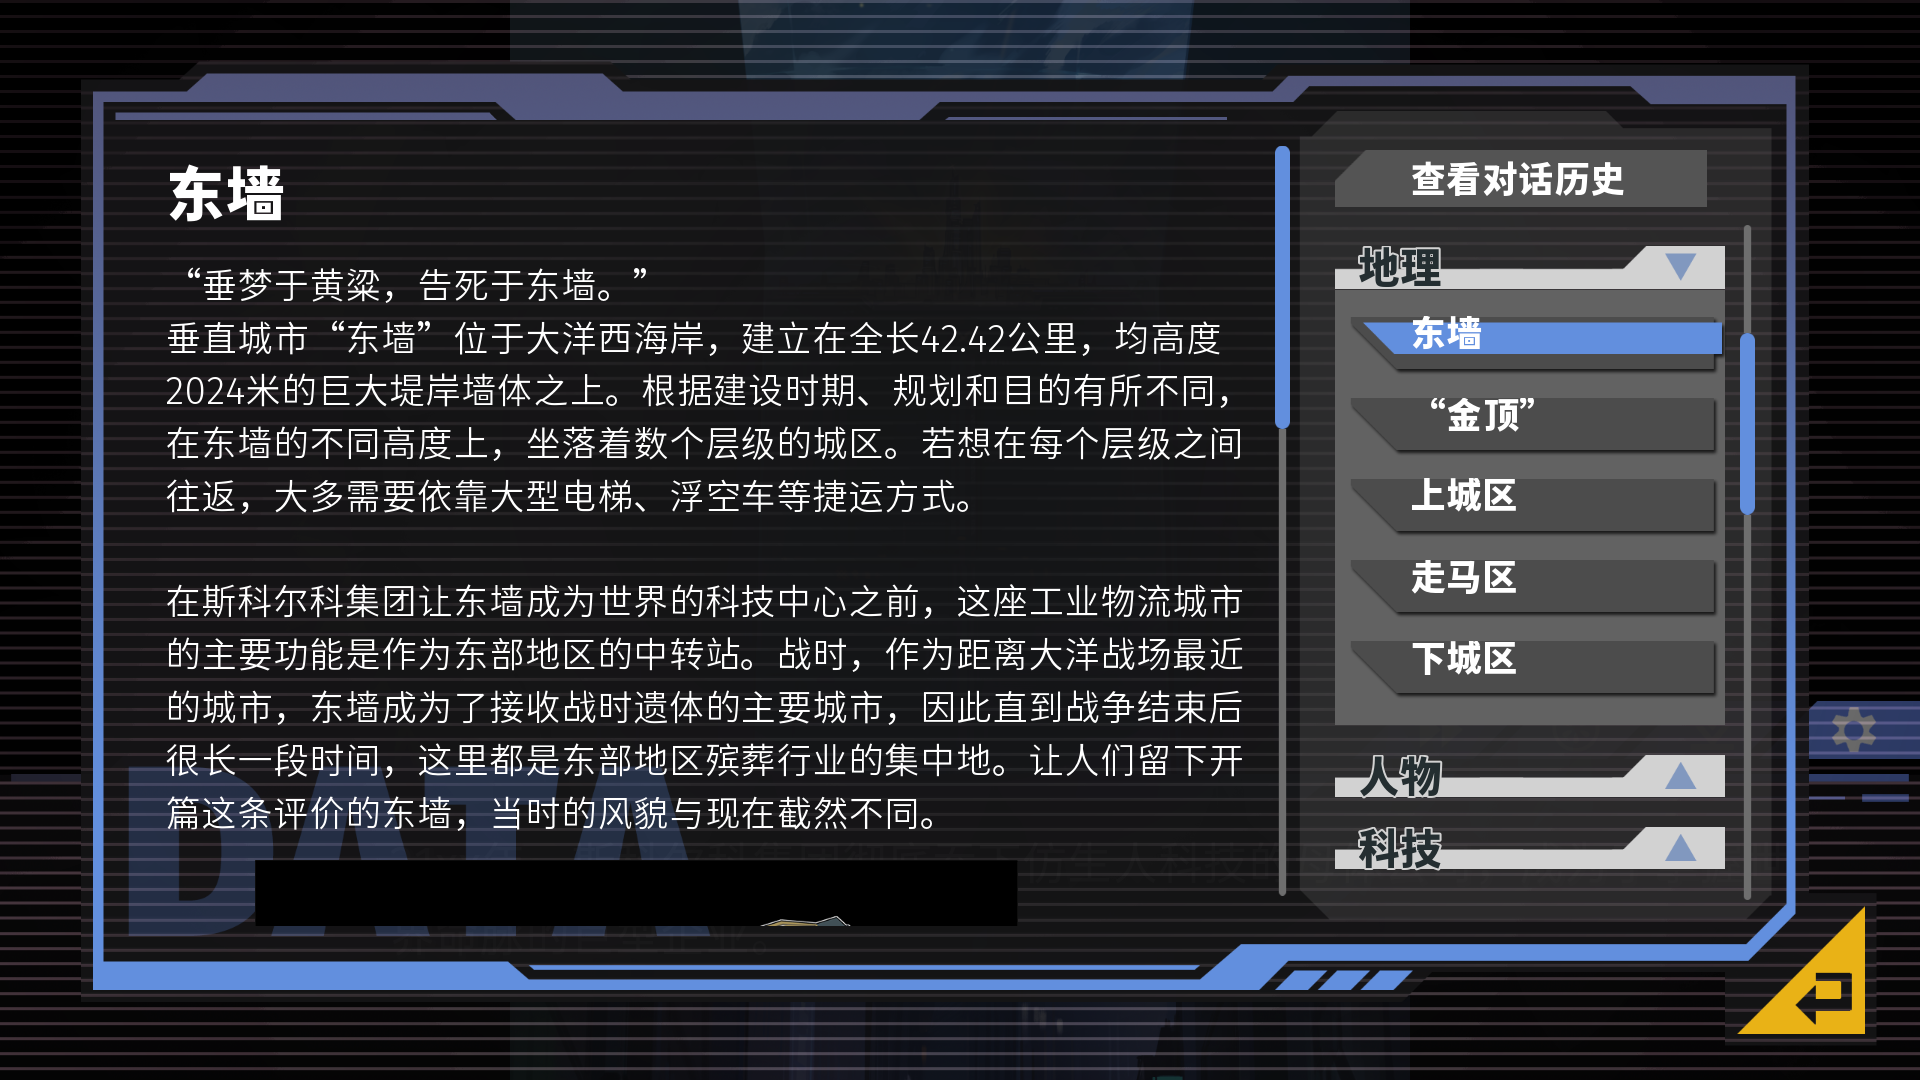 东墙
“垂梦于黄粱，告死于东墙。”
垂直城市“东墙”位于大洋西海岸，建立在全长42.42公里，均高度
2024米的巨大堤岸墙体之上。根据建设时期、规划和目的有所不同，
在东墙的不同高度上，坐落着数个层级的城区。若想在每个层级之间
往返，大多需要依靠大型电梯、浮空车等捷运方式。
在斯科尔科集团让东墙成为世界的科技中心之前，这座工业物流城市
的主要功能是作为东部地区的中转站。战时，作为距离大洋战场最近
的城市，东墙成为了接收战时遗体的主要城市，因此直到战争结束后
很长一段时间，这里都是东部地区殡葬行业的集中地。让人们留下开
篇这条评价的东墙，当时的风貌与现在截然不同。
DATA
查看对话历史
地理
东墙
“金顶”
上城区
走马区
下城区
人物
科技